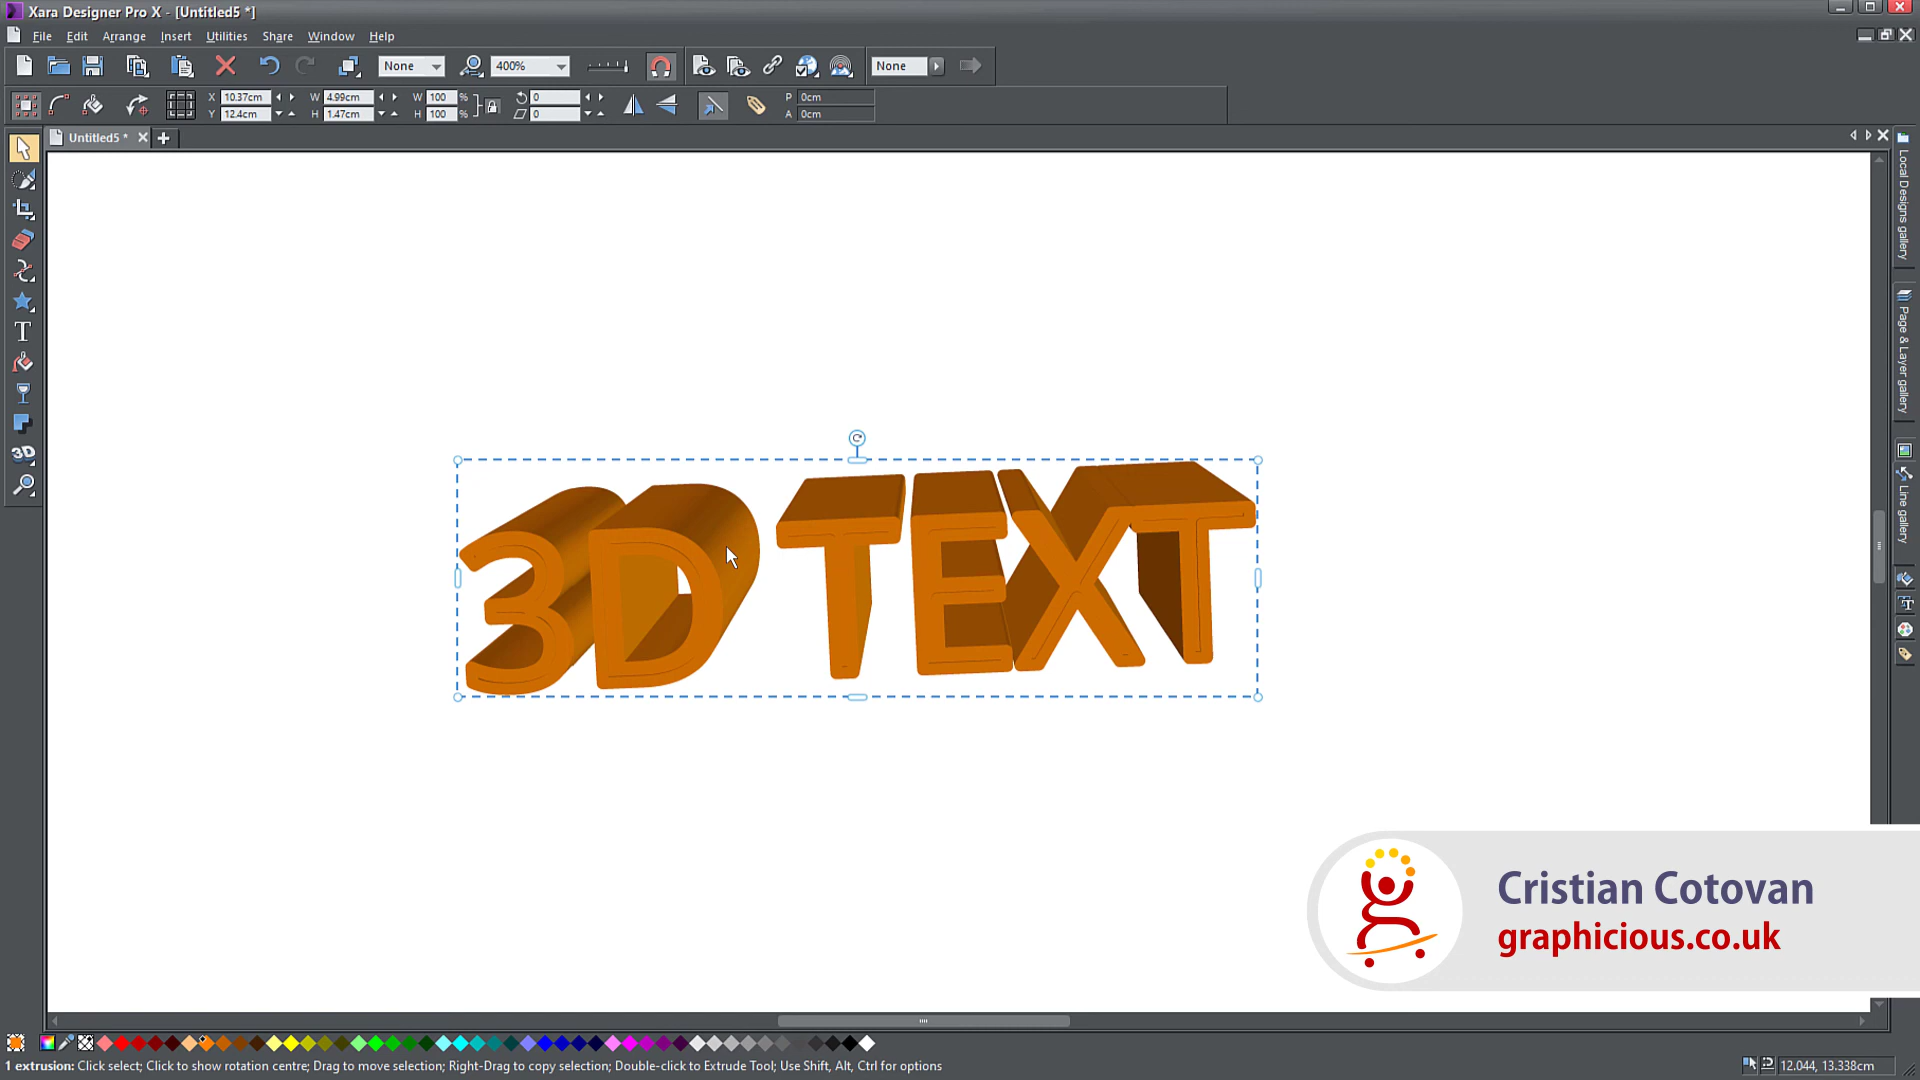 Xara Designer Pro X - [Untitled5 *]
File Edit Arrange Insert Utilities Share Window Help
None 400% None
X 10.37cm W 4.99cm W 100 % 0 P 0cm
Y 12.4cm H 1.47cm H 100 % 0 A 0cm
Untitled5 *
T
3D
3D TEXT
Local Designs gallery
Page & Layer gallery
Line gallery
Cristian Cotovan
graphicious.co.uk
1 extrusion: Click select; Click to show rotation centre; Drag to move selection; Right-Drag to copy selection; Double-click to Extrude Tool; Use Shift, Alt, Ctrl for options
12.044, 13.338cm